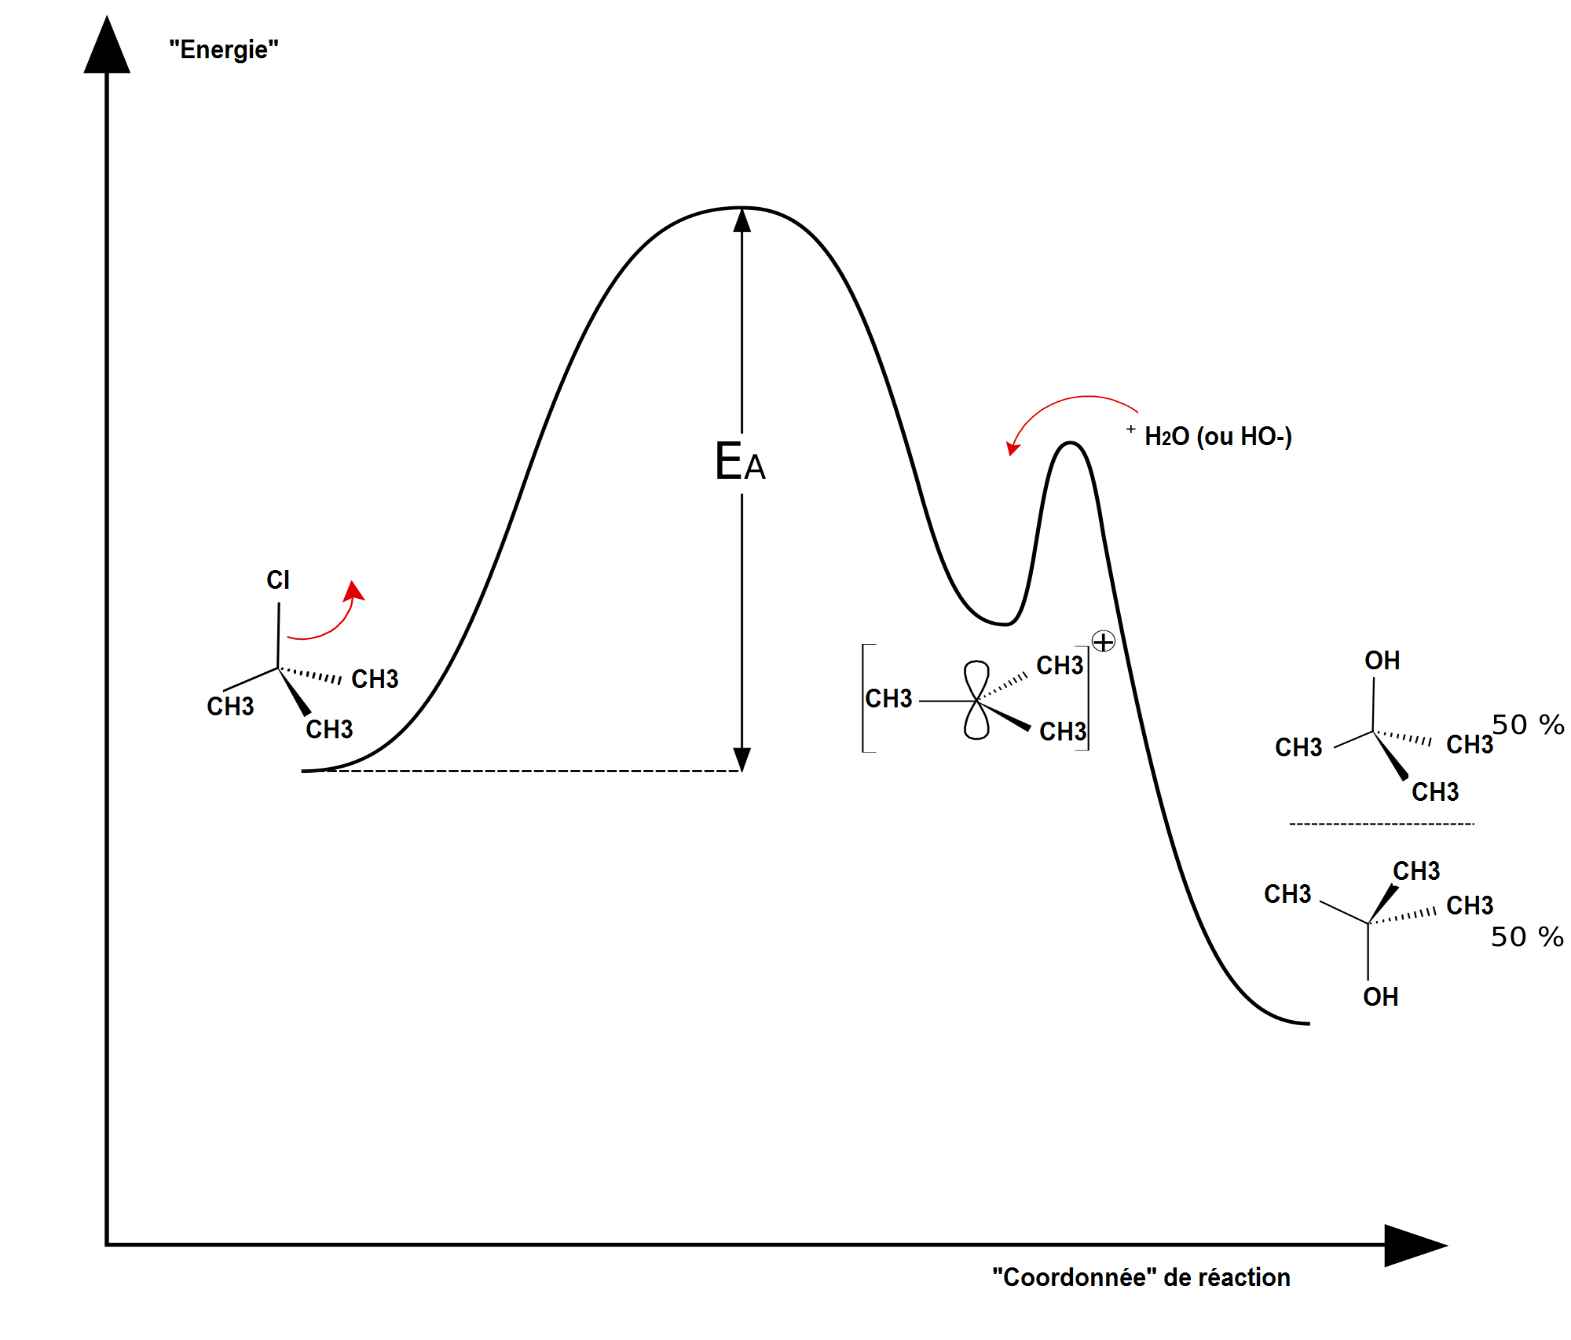 "Energie"
+ H2O (ou HO-)
EA
Cl
CH3
CH3
CH3
CH3
CH3
CH3
+
OH
50 %
CH3
CH3
CH3
CH3
CH3
CH3
50 %
OH
"Coordonnée" de réaction